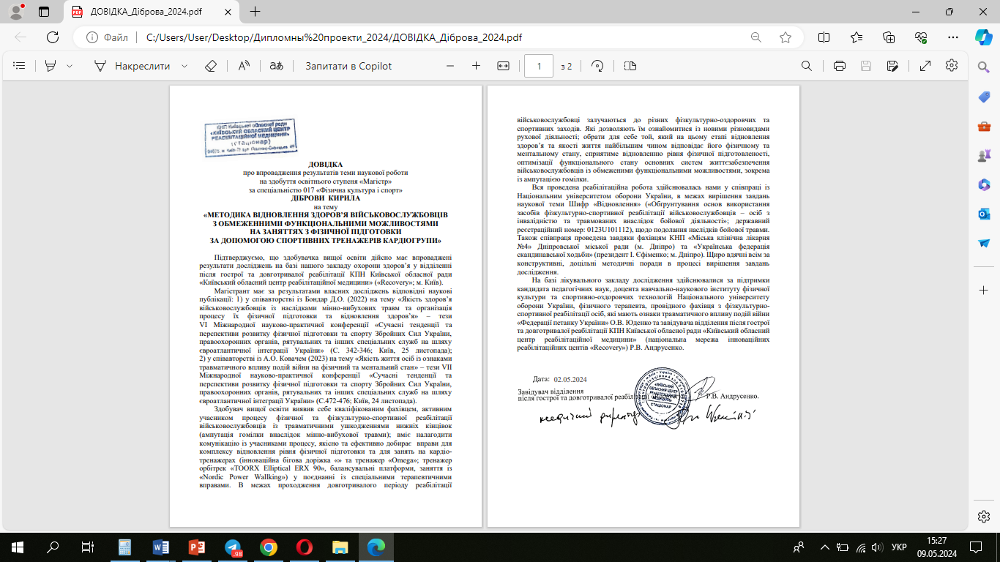 ДОВІДКА_Діброва_2024.pdf
Файл C:/Users/User/Desktop/Дипломны%20проекти_2024/ДОВІДКА_Діброва_2024.pdf
Накреслити Запитати в Copilot 1 з 2
КНП Київської обласної ради
«КИЇВСЬКИЙ ОБЛАСНИЙ ЦЕНТР
РЕАБІЛІТАЦІЙНОЇ МЕДИЦИНИ»
(стаціонар)
ДОВІДКА
про впровадження результатів теми наукової роботи
на здобуття освітнього ступеня «Магістр»
за спеціальністю 017 «Фізична культура і спорт»
ДІБРОВИ КИРИЛА
на тему
«МЕТОДИКА ВІДНОВЛЕННЯ ЗДОРОВ’Я ВІЙСЬКОВОСЛУЖБОВЦІВ
З ОБМЕЖЕННИМИ ФУНКЦІОНАЛЬНИМИ МОЖЛИВОСТЯМИ
НА ЗАНЯТТЯХ З ФІЗИЧНОЇ ПІДГОТОВКИ
ЗА ДОПОМОГОЮ СПОРТИВНИХ ТРЕНАЖЕРІВ КАРДІОГРУПИ»
Підтверджуємо, що здобувачка вищої освіти дійсно має впроваджені
результати досліджень на базі нашого закладу охорони здоров’я у відділенні
після гострої та довготривалої реабілітації КПН Київської обласної ради
«Київський обласний центр реабілітаційної медицини» («Recovery»; м. Київ).
Магістрант має за результатами власних досліджень відповідні наукові
публікації: 1) у співавторстві із Бондар Д.О. (2022) на тему «Якість здоров’я
військовослужбовців із наслідками мінно-вибухових травм та організація
процесу їх фізичної підготовки та відновлення здоров’я» – тези
VI Міжнародної науково-практичної конференції «Сучасні тенденції та
перспективи розвитку фізичної підготовки та спорту Збройних Сил України,
правоохоронних органів, рятувальних та інших спеціальних служб на шляху
євроатлантичної інтеграції України» (С. 342-346; Київ, 25 листопада);
2) у співавторстві із А.О. Ковачем (2023) на тему «Якість життя осіб із ознаками
травматичного впливу подій війни на фізичний та ментальний стан» – тези VII
Міжнародної науково-практичної конференції «Сучасні тенденції та
перспективи розвитку фізичної підготовки та спорту Збройних Сил України,
правоохоронних органів, рятувальних та інших спеціальних служб на шляху
євроатлантичної інтеграції України» (С.472-476; Київ, 24 листопада).
Здобувач вищої освіти виявив себе кваліфікованим фахівцем, активним
учасником процесу фізичної та фізкультурно-спортивної реабілітації
військовослужбовців із травматичними ушкодженнями нижніх кінцівок
(ампутація гомілки внаслідок мінно-вибухової травми); вміє налагодити
комунікацію із учасниками процесу, якісно та ефективно добирає вправи для
комплексу відновлення рівня фізичної підготовки та для занять на кардіо-
тренажерах (інноваційна бігова доріжка «» та тренажер «Omega»; тренажер
орбітрек «TOORX Elliptical ERX 90», балансувальні платформи, заняття із
«Nordic Power Wallking») у поєднанні із спеціальними терапевтичними
вправами. В межах проходження довготривалого періоду реабілітації
військовослужбовці залучаються до різних фізкультурно-оздоровчих та
спортивних заходів. Які дозволяють їм ознайомитися із новими різновидами
рухової діяльності; обрати для себе той, який на цьому етапі відновлення
здоров’я та якості життя найбільшим чином відповідає його фізичному та
ментальному стану, сприятиме відновленню рівня фізичної підготовленості,
оптимізації функціонального стану основних систем життєзабезпечення
військовослужбовців із обмеженими функціональними можливостями, зокрема
із ампутацією гомілки.
Вся проведена реабілітаційна робота здійснювалась нами у співпраці із
Національним університетом оборони України, в межах вирішення завдань
наукової теми Шифр «Відновлення» («Обґрунтування основ використання
засобів фізкультурно-спортивної реабілітації військовослужбовців – осіб з
інвалідністю та травмованих внаслідок бойової діяльності»; державний
реєстраційний номер: 0123U101112), щодо подолання наслідків бойової травми.
Також співпраця проведена завдяки фахівцям КНП «Міська клінічна лікарня
№4» Дніпровської міської ради (м. Дніпро) та «Українська федерація
скандинавської ходьби» (президент І. Єфіменко; м. Дніпро). Щиро вдячні всім за
конструктивні, доцільні методичні поради в процесі вирішення завдань
дослідження.
На базі лікувального закладу дослідження здійснювалися за підтримки
кандидата педагогічних наук, доцента навчально-наукового інституту фізичної
культури та спортивно-оздоровчих технологій Національного університету
оборони України, фізичного терапевта, провідного фахівця з фізкультурно-
спортивної реабілітації осіб, які мають ознаки травматичного впливу подій війни
«Федерації петанку України» О.В. Юденко та завідувача відділення після гострої
та довготривалої реабілітації КПН Київської обласної ради «Київський обласний
центр реабілітаційної медицини» (національна мережа інноваційних
реабілітаційних центрів «Recovery») Р.В. Андрусенко.
Дата: 02.05.2024
Завідувач відділення
після гострої та довготривалої реабілітації Р.В. Андрусенко.
«КИЇВСЬКИЙ
ОБЛАСНИЙ ЦЕНТР
РЕАБІЛІТАЦІЙНОЇ
МЕДИЦИНИ»
СТАЦІОНАР
медичний директор
98 УКР 15:27
09.05.2024